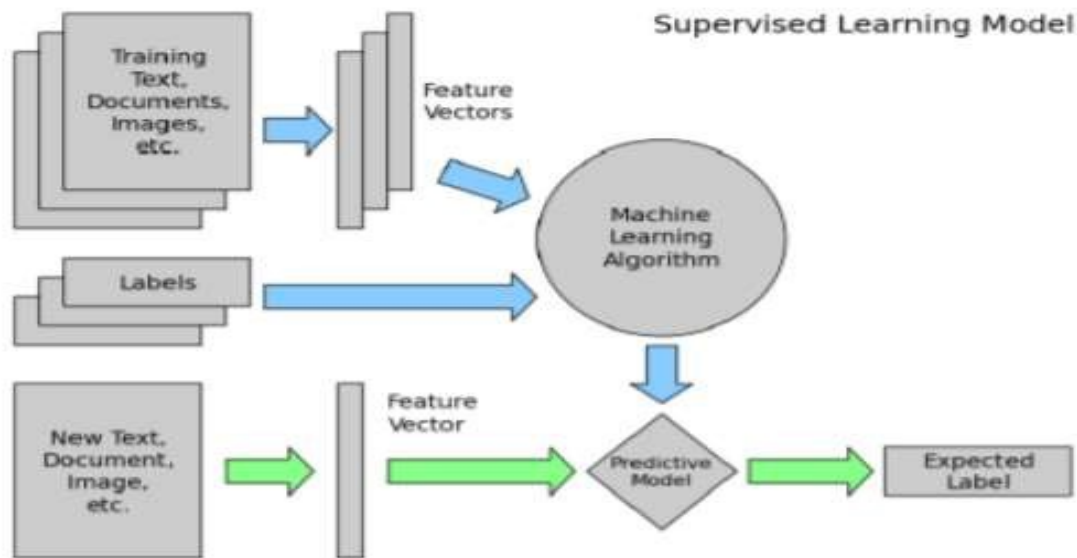 Supervised Learning Model
Training
Text,
Documents,
Images,
etc.
Feature
Vectors
Machine
Learning
Algorithm
Labels
New Text,
Document,
Image,
etc.
Feature
Vector
Predictive
Model
Expected
Label